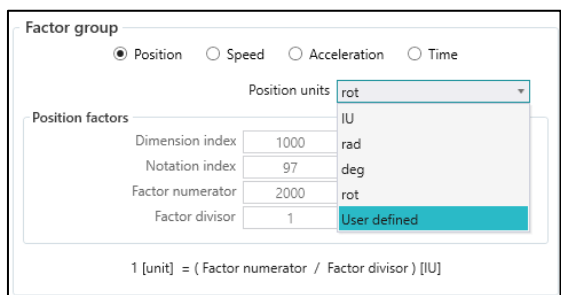 Factor group
Position Speed Acceleration Time
Position units rot
Position factors
IU
Dimension index 1000
rad
Notation index 97
deg
Factor numerator 2000
rot
Factor divisor 1
User defined
1 [unit] = ( Factor numerator / Factor divisor ) [IU]